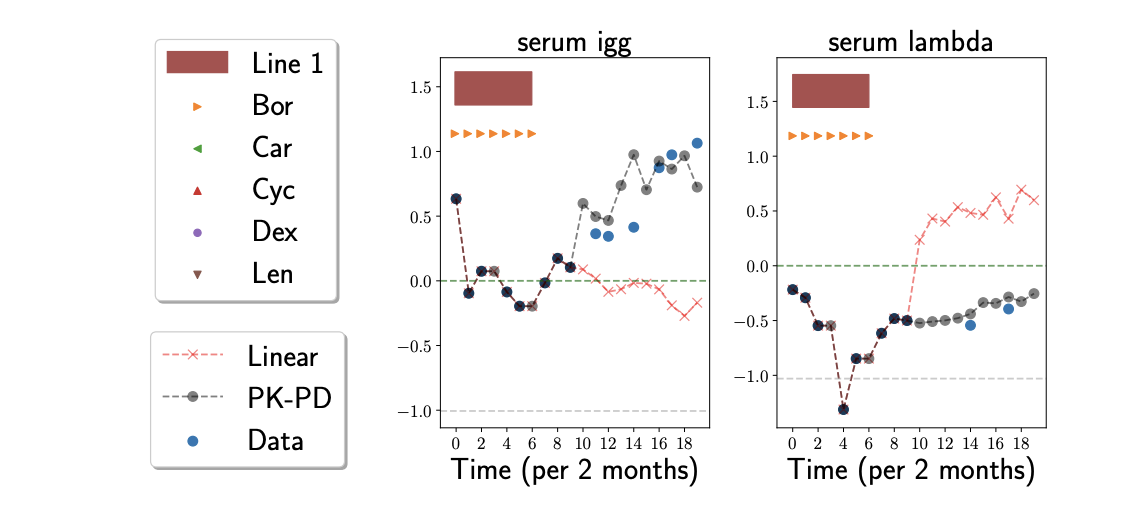 Line 1
Bor
Car
Cyc
Dex
Len
Linear
PK-PD
Data
serum igg
1.5
1.0
0.5
0.0
−0.5
−1.0
0 2 4 6 8 10 12 14 16 18
Time (per 2 months)
serum lambda
1.5
1.0
0.5
0.0
−0.5
−1.0
0 2 4 6 8 10 12 14 16 18
Time (per 2 months)